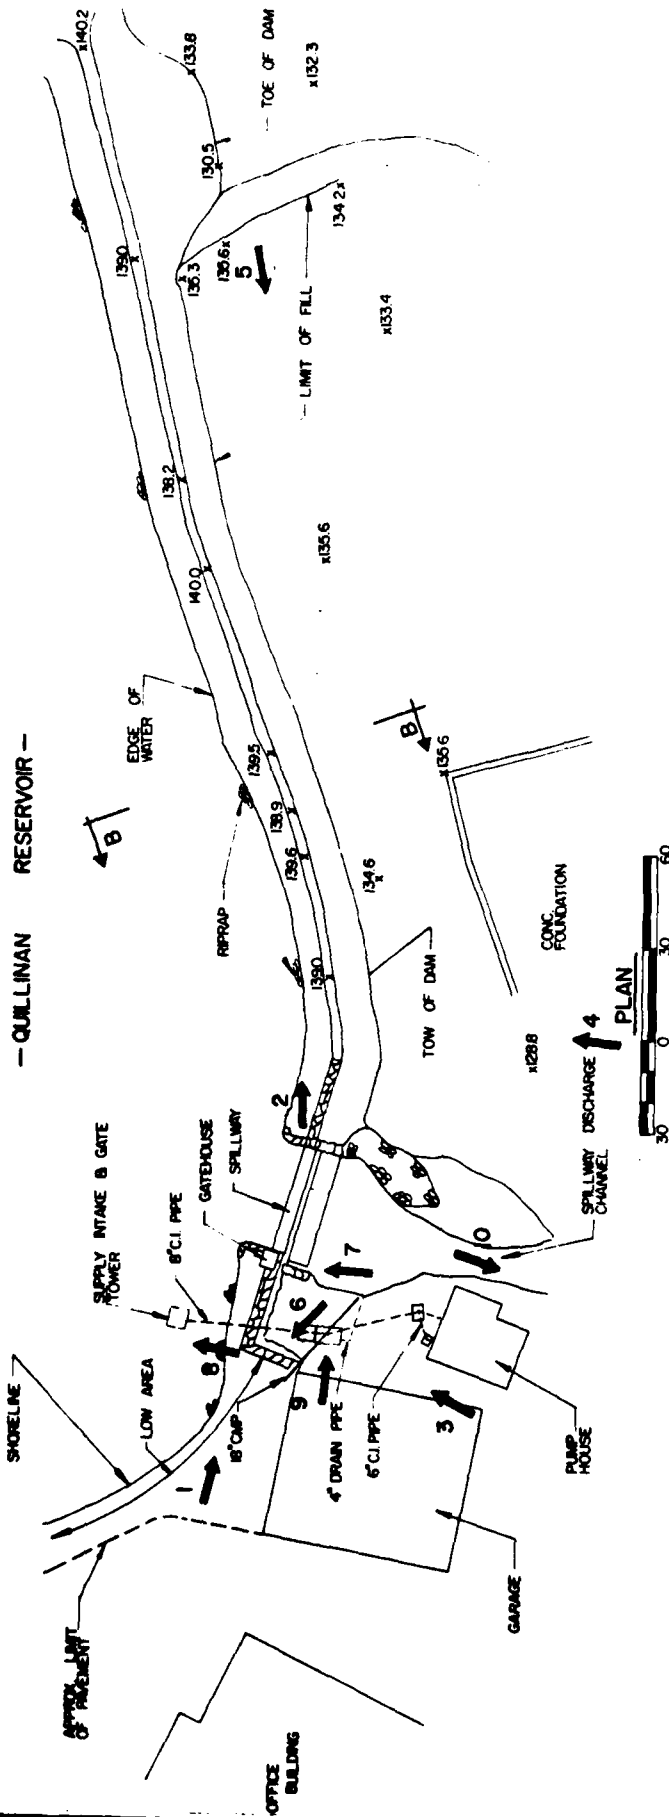 — QUILLINAN RESERVOIR —
SHORELINE
SUPPLY INTAKE & GATE
TOWER
8" C.I. PIPE
GATEHOUSE
SPILLWAY
LOW AREA
APPROX. LIMIT
OF PAVEMENT
18" CMP
4" DRAIN PIPE
6" C.I. PIPE
OFFICE
BUILDING
GARAGE
PUMP
HOUSE
SPILLWAY DISCHARGE
CHANNEL
1
2
3
4
5
6
7
8
9
10
RIPRAP
EDGE OF
WATER
B
B
TOW OF DAM
CONC.
FOUNDATION
LIMIT OF FILL
TOE OF DAM
x140.2
x133.8
x132.3
130.5
x
139.0
x
135.3
x
135.6x
134.2x
x133.4
138.2
x
140.0
x
x135.6
139.5
x
138.9
x
139.6
x
139.0
x
134.6
x
x135.6
x128.8
PLAN
30 0 30 60